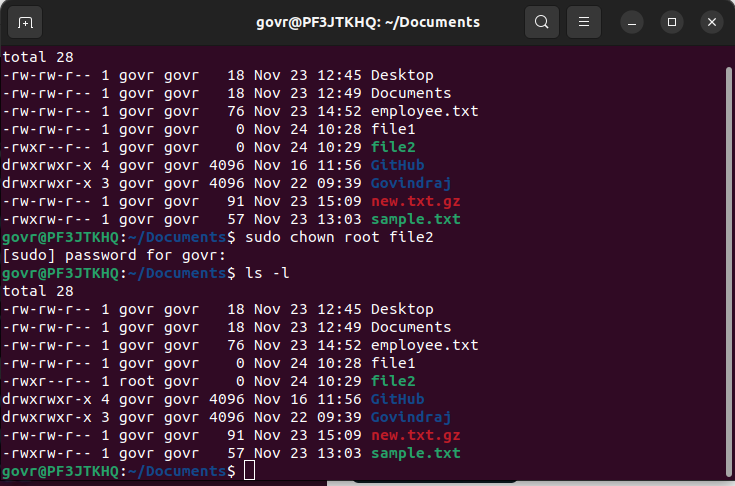 govr@PF3JTKHQ: ~/Documents
total 28
-rw-rw-r-- 1 govr govr   18 Nov 23 12:45 Desktop
-rw-rw-r-- 1 govr govr   18 Nov 23 12:49 Documents
-rw-rw-r-- 1 govr govr   76 Nov 23 14:52 employee.txt
-rw-rw-r-- 1 govr govr    0 Nov 24 10:28 file1
-rwxr--r-- 1 govr govr    0 Nov 24 10:29 file2
drwxrwxr-x 4 govr govr 4096 Nov 16 11:56 GitHub
drwxrwxr-x 3 govr govr 4096 Nov 22 09:39 Govindraj
-rw-rw-r-- 1 govr govr   91 Nov 23 15:09 new.txt.gz
-rwxrw-r-- 1 govr govr   57 Nov 23 13:03 sample.txt
govr@PF3JTKHQ:~/Documents$ sudo chown root file2
[sudo] password for govr:
govr@PF3JTKHQ:~/Documents$ ls -l
total 28
-rw-rw-r-- 1 govr govr   18 Nov 23 12:45 Desktop
-rw-rw-r-- 1 govr govr   18 Nov 23 12:49 Documents
-rw-rw-r-- 1 govr govr   76 Nov 23 14:52 employee.txt
-rw-rw-r-- 1 govr govr    0 Nov 24 10:28 file1
-rwxr--r-- 1 root govr    0 Nov 24 10:29 file2
drwxrwxr-x 4 govr govr 4096 Nov 16 11:56 GitHub
drwxrwxr-x 3 govr govr 4096 Nov 22 09:39 Govindraj
-rw-rw-r-- 1 govr govr   91 Nov 23 15:09 new.txt.gz
-rwxrw-r-- 1 govr govr   57 Nov 23 13:03 sample.txt
govr@PF3JTKHQ:~/Documents$